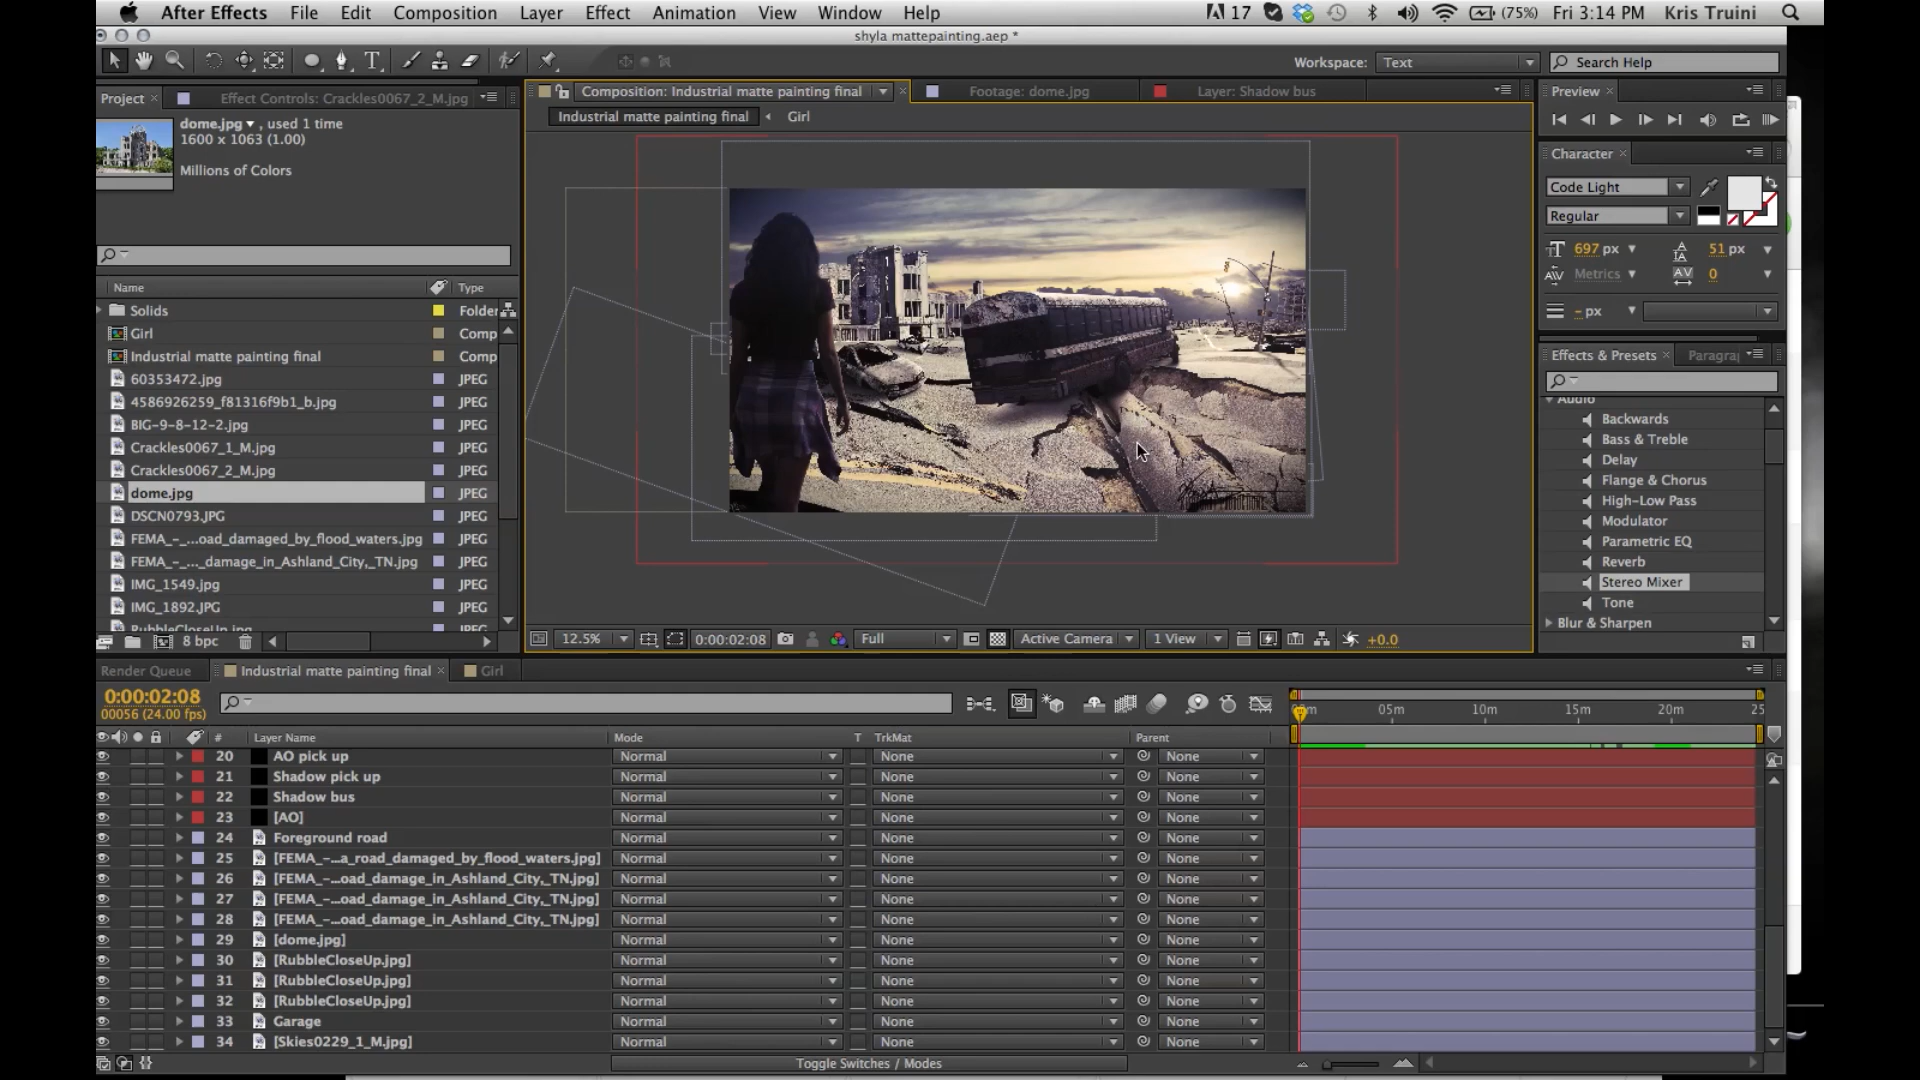 After Effects File Edit Composition Layer Effect Animation View Window Help 17 (75%) Fri 3:14 PM Kris Truini
shyla mattepainting.aep *
Workspace: Text Search Help
Project × Effect Controls: Crackles0067_2_M.jpg
dome.jpg , used 1 time
1600 x 1063 (1.00)
Millions of Colors
Name Type
Solids Folder
Girl Comp
Industrial matte painting final Comp
60353472.jpg JPEG
4586926259_f81316f9b1_b.jpg JPEG
BIG-9-8-12-2.jpg JPEG
Crackles0067_1_M.jpg JPEG
Crackles0067_2_M.jpg JPEG
dome.jpg JPEG
DSCN0793.JPG JPEG
FEMA_-_...oad_damaged_by_flood_waters.jpg JPEG
FEMA_-_..._damage_in_Ashland_City,_TN.jpg JPEG
IMG_1549.jpg JPEG
IMG_1892.JPG JPEG
RubbleCloseUp.jpg JPEG
8 bpc
Composition: Industrial matte painting final × Footage: dome.jpg Layer: Shadow bus
Industrial matte painting final Girl
12.5% 0:00:02:08 Full Active Camera 1 View +0.0
Preview ×
Character ×
Code Light
Regular
697 px 51 px
Metrics 0
- px
Effects & Presets × Paragra
Audio
Backwards
Bass & Treble
Delay
Flange & Chorus
High-Low Pass
Modulator
Parametric EQ
Reverb
Stereo Mixer
Tone
Blur & Sharpen
Render Queue Industrial matte painting final × Girl
0:00:02:08
00056 (24.00 fps)
05m 10m 15m 20m 25
# Layer Name Mode T TrkMat Parent
20 AO pick up Normal None None
21 Shadow pick up Normal None None
22 Shadow bus Normal None None
23 [AO] Normal None None
24 Foreground road Normal None None
25 [FEMA_-...a_road_damaged_by_flood_waters.jpg] Normal None None
26 [FEMA_-...oad_damage_in_Ashland_City,_TN.jpg] Normal None None
27 [FEMA_-...oad_damage_in_Ashland_City,_TN.jpg] Normal None None
28 [FEMA_-...oad_damage_in_Ashland_City,_TN.jpg] Normal None None
29 [dome.jpg] Normal None None
30 [RubbleCloseUp.jpg] Normal None None
31 [RubbleCloseUp.jpg] Normal None None
32 [RubbleCloseUp.jpg] Normal None None
33 Garage Normal None None
34 [Skies0229_1_M.jpg] Normal None None
Toggle Switches / Modes